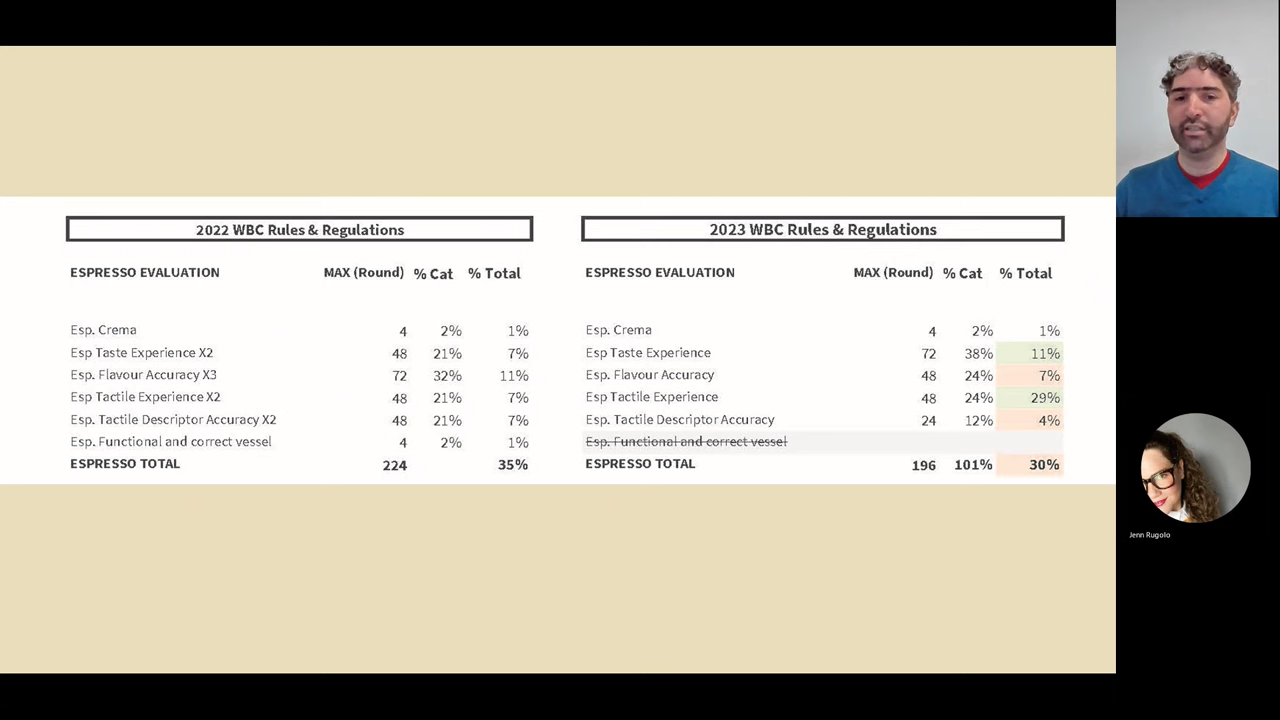 2022 WBC Rules & Regulations
ESPRESSO EVALUATION MAX (Round) % Cat % Total
Esp. Crema 4 2% 1%
Esp Taste Experience X2 48 21% 7%
Esp. Flavour Accuracy X3 72 32% 11%
Esp Tactile Experience X2 48 21% 7%
Esp. Tactile Descriptor Accuracy X2 48 21% 7%
Esp. Functional and correct vessel 4 2% 1%
ESPRESSO TOTAL 224 35%
2023 WBC Rules & Regulations
ESPRESSO EVALUATION MAX (Round) % Cat % Total
Esp. Crema 4 2% 1%
Esp Taste Experience 72 38% 11%
Esp. Flavour Accuracy 48 24% 7%
Esp Tactile Experience 48 24% 29%
Esp. Tactile Descriptor Accuracy 24 12% 4%
Esp. Functional and correct vessel
ESPRESSO TOTAL 196 101% 30%
Jenn Rugolo